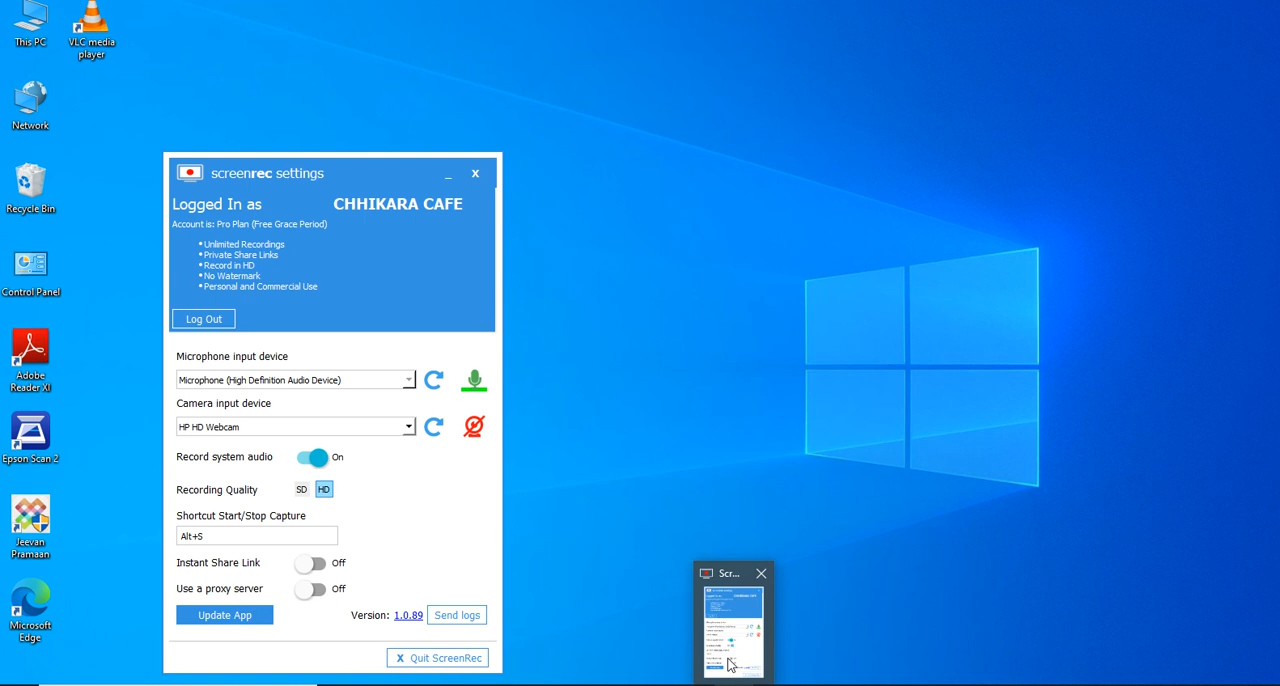 This PC
VLC media
player
Network
Recycle Bin
Control Panel
Adobe
Reader XI
Epson Scan 2
Jeevan
Pramaan
Microsoft
Edge
screenrec settings
_ X
Logged In as CHHIKARA CAFE
Account is: Pro Plan (Free Grace Period)
• Unlimited Recordings
• Private Share Links
• Record in HD
• No Watermark
• Personal and Commercial Use
Log Out
Microphone input device
Microphone (High Definition Audio Device)
Camera input device
HP HD Webcam
Record system audio On
Recording Quality SD HD
Shortcut Start/Stop Capture
Alt+S
Instant Share Link Off
Use a proxy server Off
Update App Version: 1.0.89 Send logs
X Quit ScreenRec
Scr...